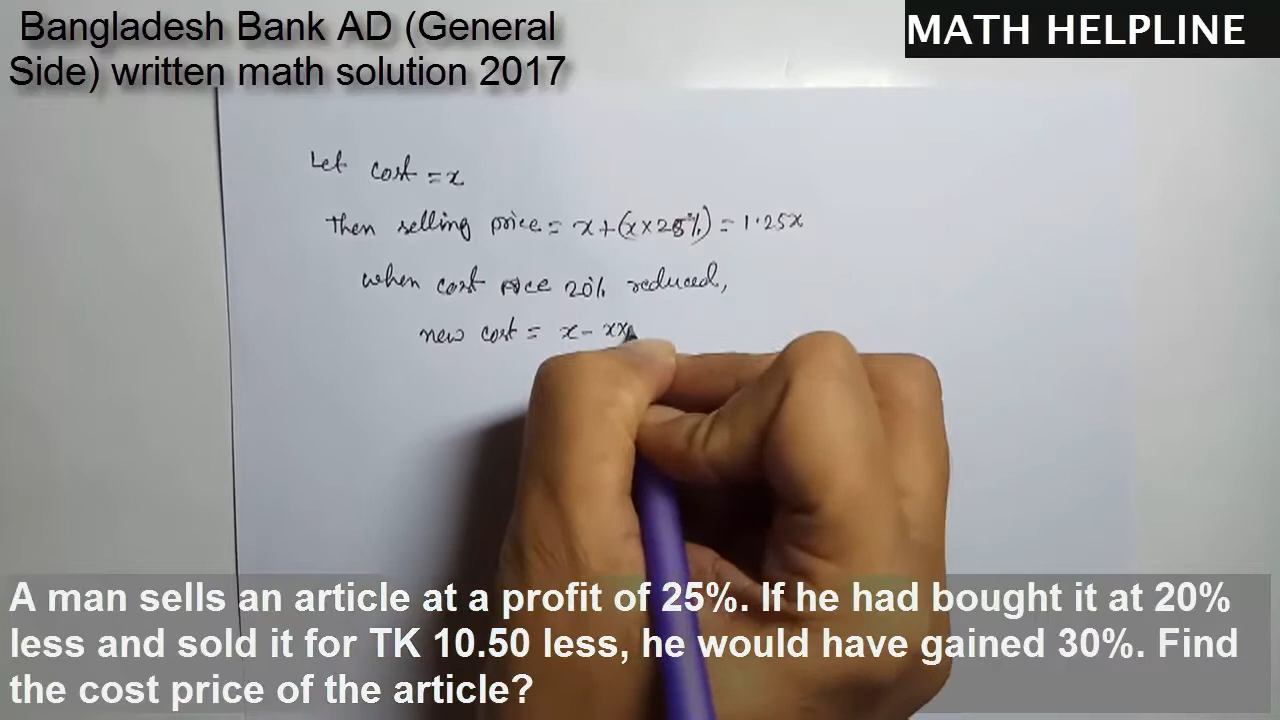 Bangladesh Bank AD (General
Side) written math solution 2017
MATH HELPLINE
Let cost = x
Then selling price = x + (x × 25%) = 1.25x
when cost price 20% reduced,
new cost = x - x×
A man sells an article at a profit of 25%. If he had bought it at 20%
less and sold it for TK 10.50 less, he would have gained 30%. Find
the cost price of the article?